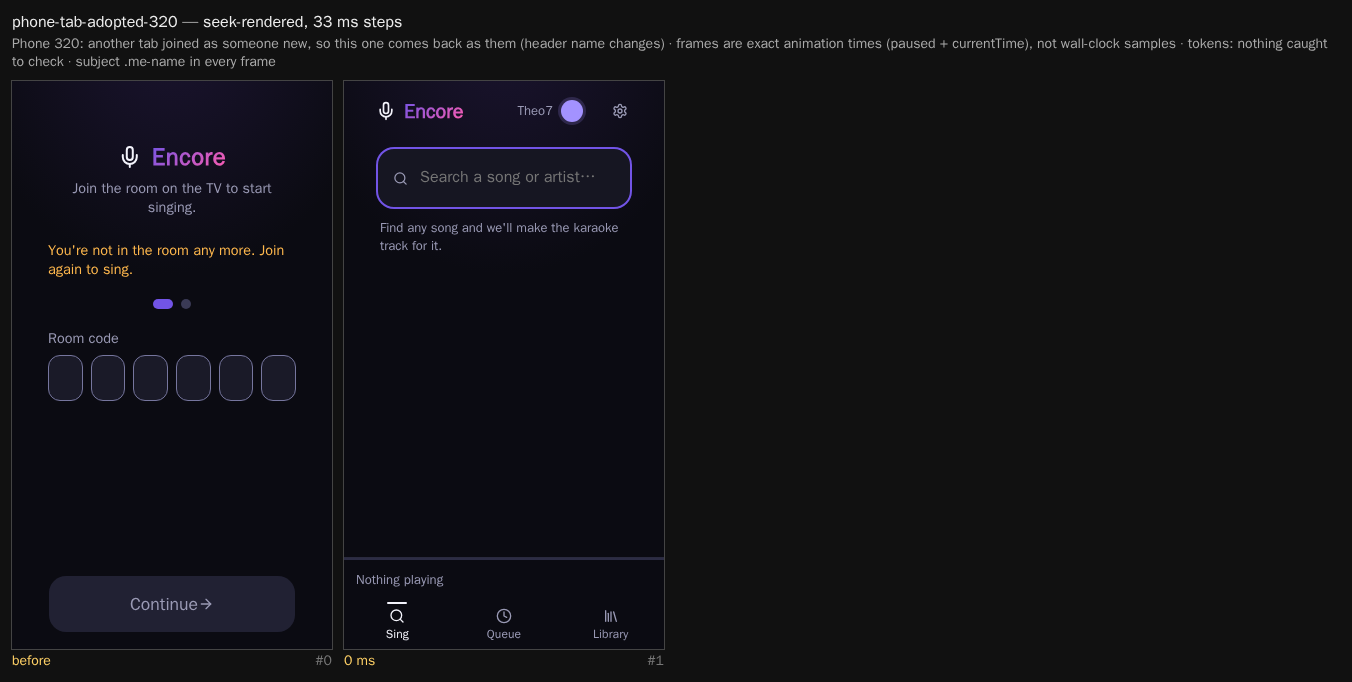 phone-tab-adopted-320 — seek-rendered, 33 ms steps
Phone 320: another tab joined as someone new, so this one comes back as them (header name changes) · frames are exact animation times (paused + currentTime), not wall-clock samples · tokens: nothing caught
to check · subject .me-name in every frame
Encore
Join the room on the TV to start
singing.
You're not in the room any more. Join
again to sing.
Room code
Continue→
before #0
Encore Theo7
Search a song or artist···
Find any song and we'll make the karaoke
track for it.
Nothing playing
Sing Queue Library
0 ms #1